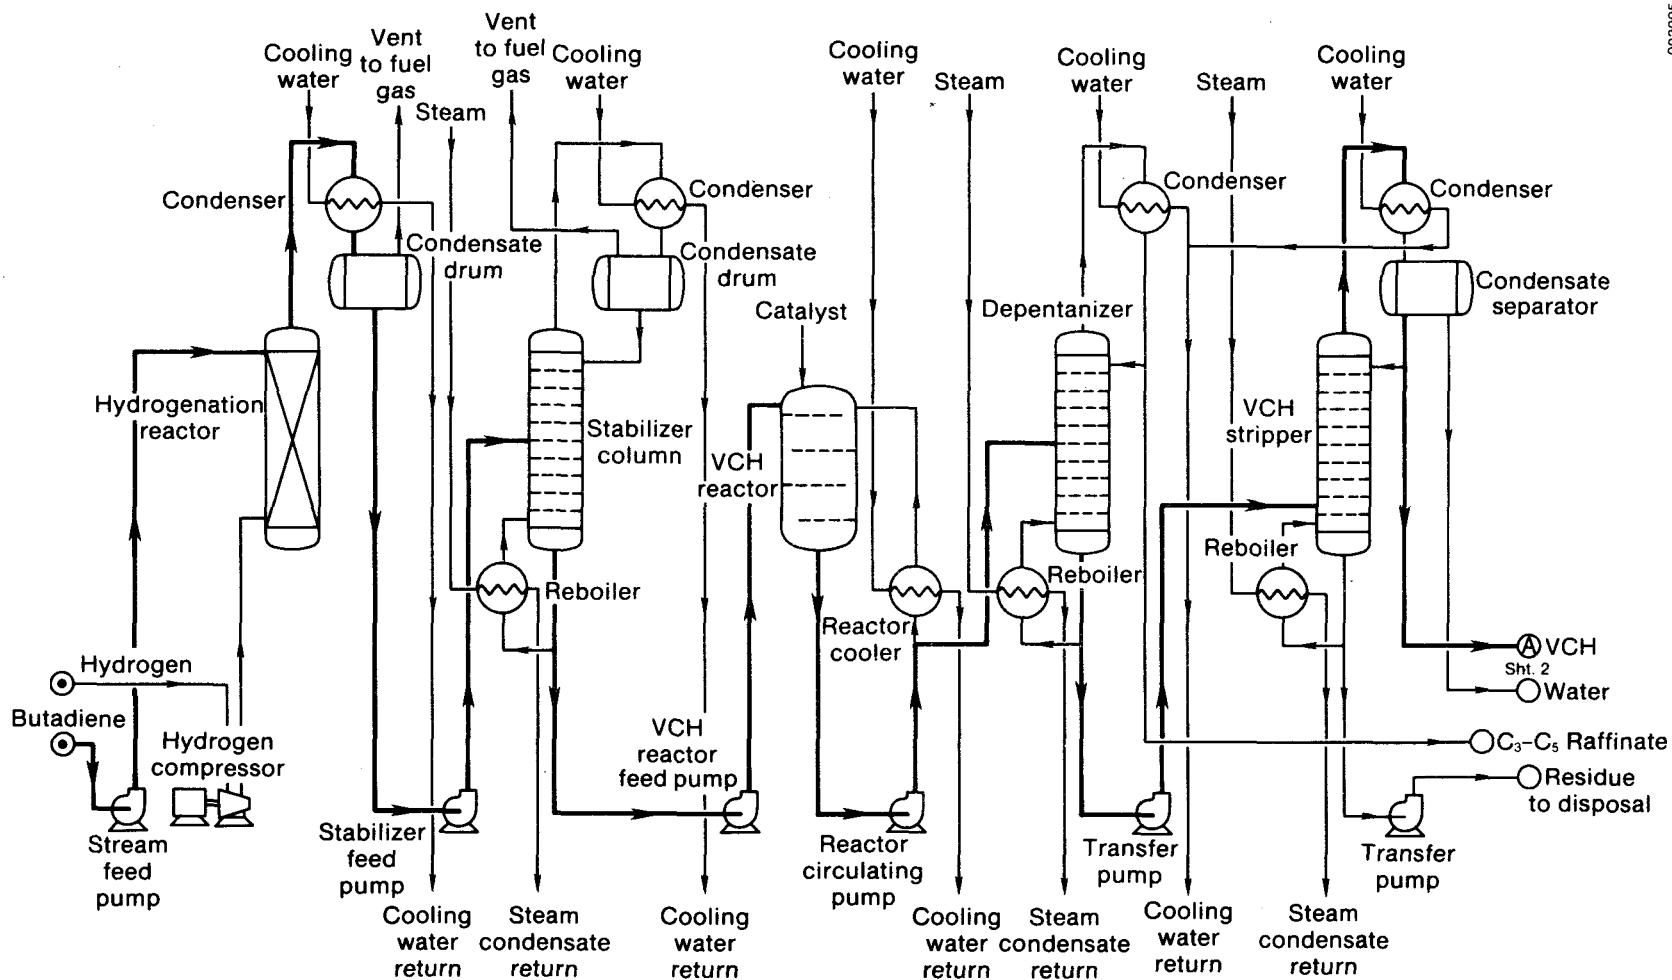 Cooling
water
Vent
to fuel
gas
Steam
Vent
to fuel
gas
Cooling
water
Cooling
water
Steam
Cooling
water
Steam
Cooling
water
Condenser
Condensate
drum
Condenser
Condensate
drum
Condenser
Condenser
Condensate
separator
Catalyst
Depentanizer
Hydrogenation
reactor
Stabilizer
column
VCH
reactor
VCH
stripper
Reboiler
Reactor
cooler
Reboiler
Reboiler
Hydrogen
Butadiene
Hydrogen
compressor
VCH
reactor
feed pump
A VCH
Sht. 2
Water
C₃–C₅ Raffinate
Residue
to disposal
Stream
feed
pump
Stabilizer
feed
pump
Reactor
circulating
pump
Transfer
pump
Transfer
pump
Cooling
water
return
Steam
condensate
return
Cooling
water
return
Cooling
water
return
Steam
condensate
return
Cooling
water
return
Steam
condensate
return